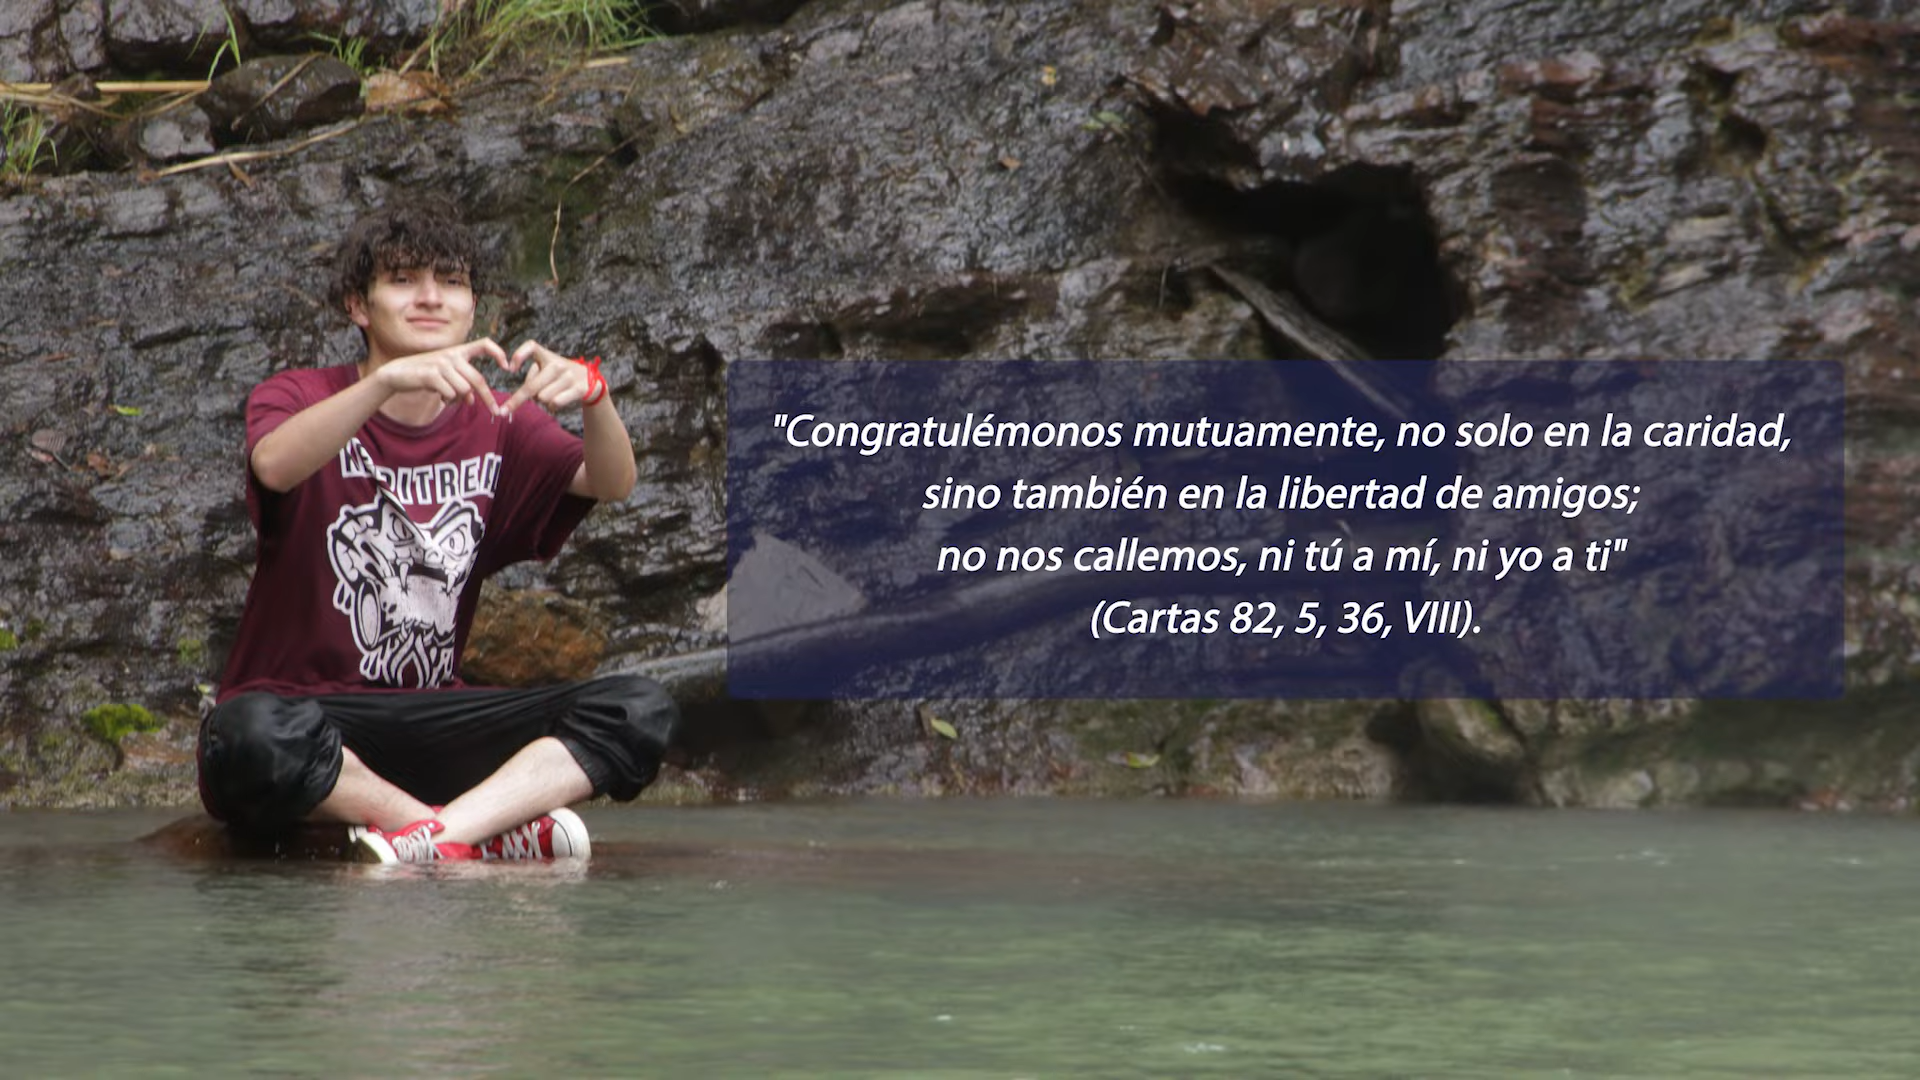 "Congratulémonos mutuamente, no solo en la caridad,
sino también en la libertad de amigos;
no nos callemos, ni tú a mí, ni yo a ti"
(Cartas 82, 5, 36, VIII).